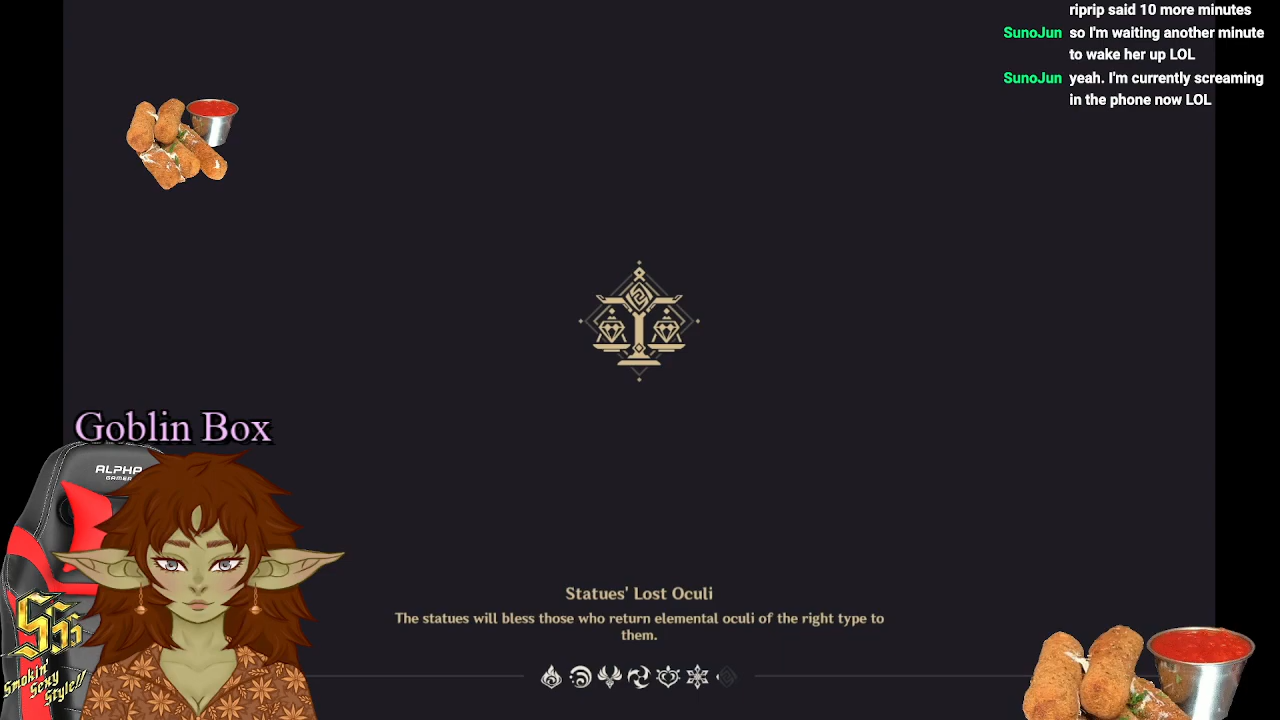 riprip said 10 more minutes
SunoJun so I'm waiting another minute
to wake her up LOL
SunoJun yeah. I'm currently screaming
in the phone now LOL
Goblin Box
ALPHA
GAMER
SSS
Smokin'
Sexy
Style!!
Statues' Lost Oculi
The statues will bless those who return elemental oculi of the right type to
them.